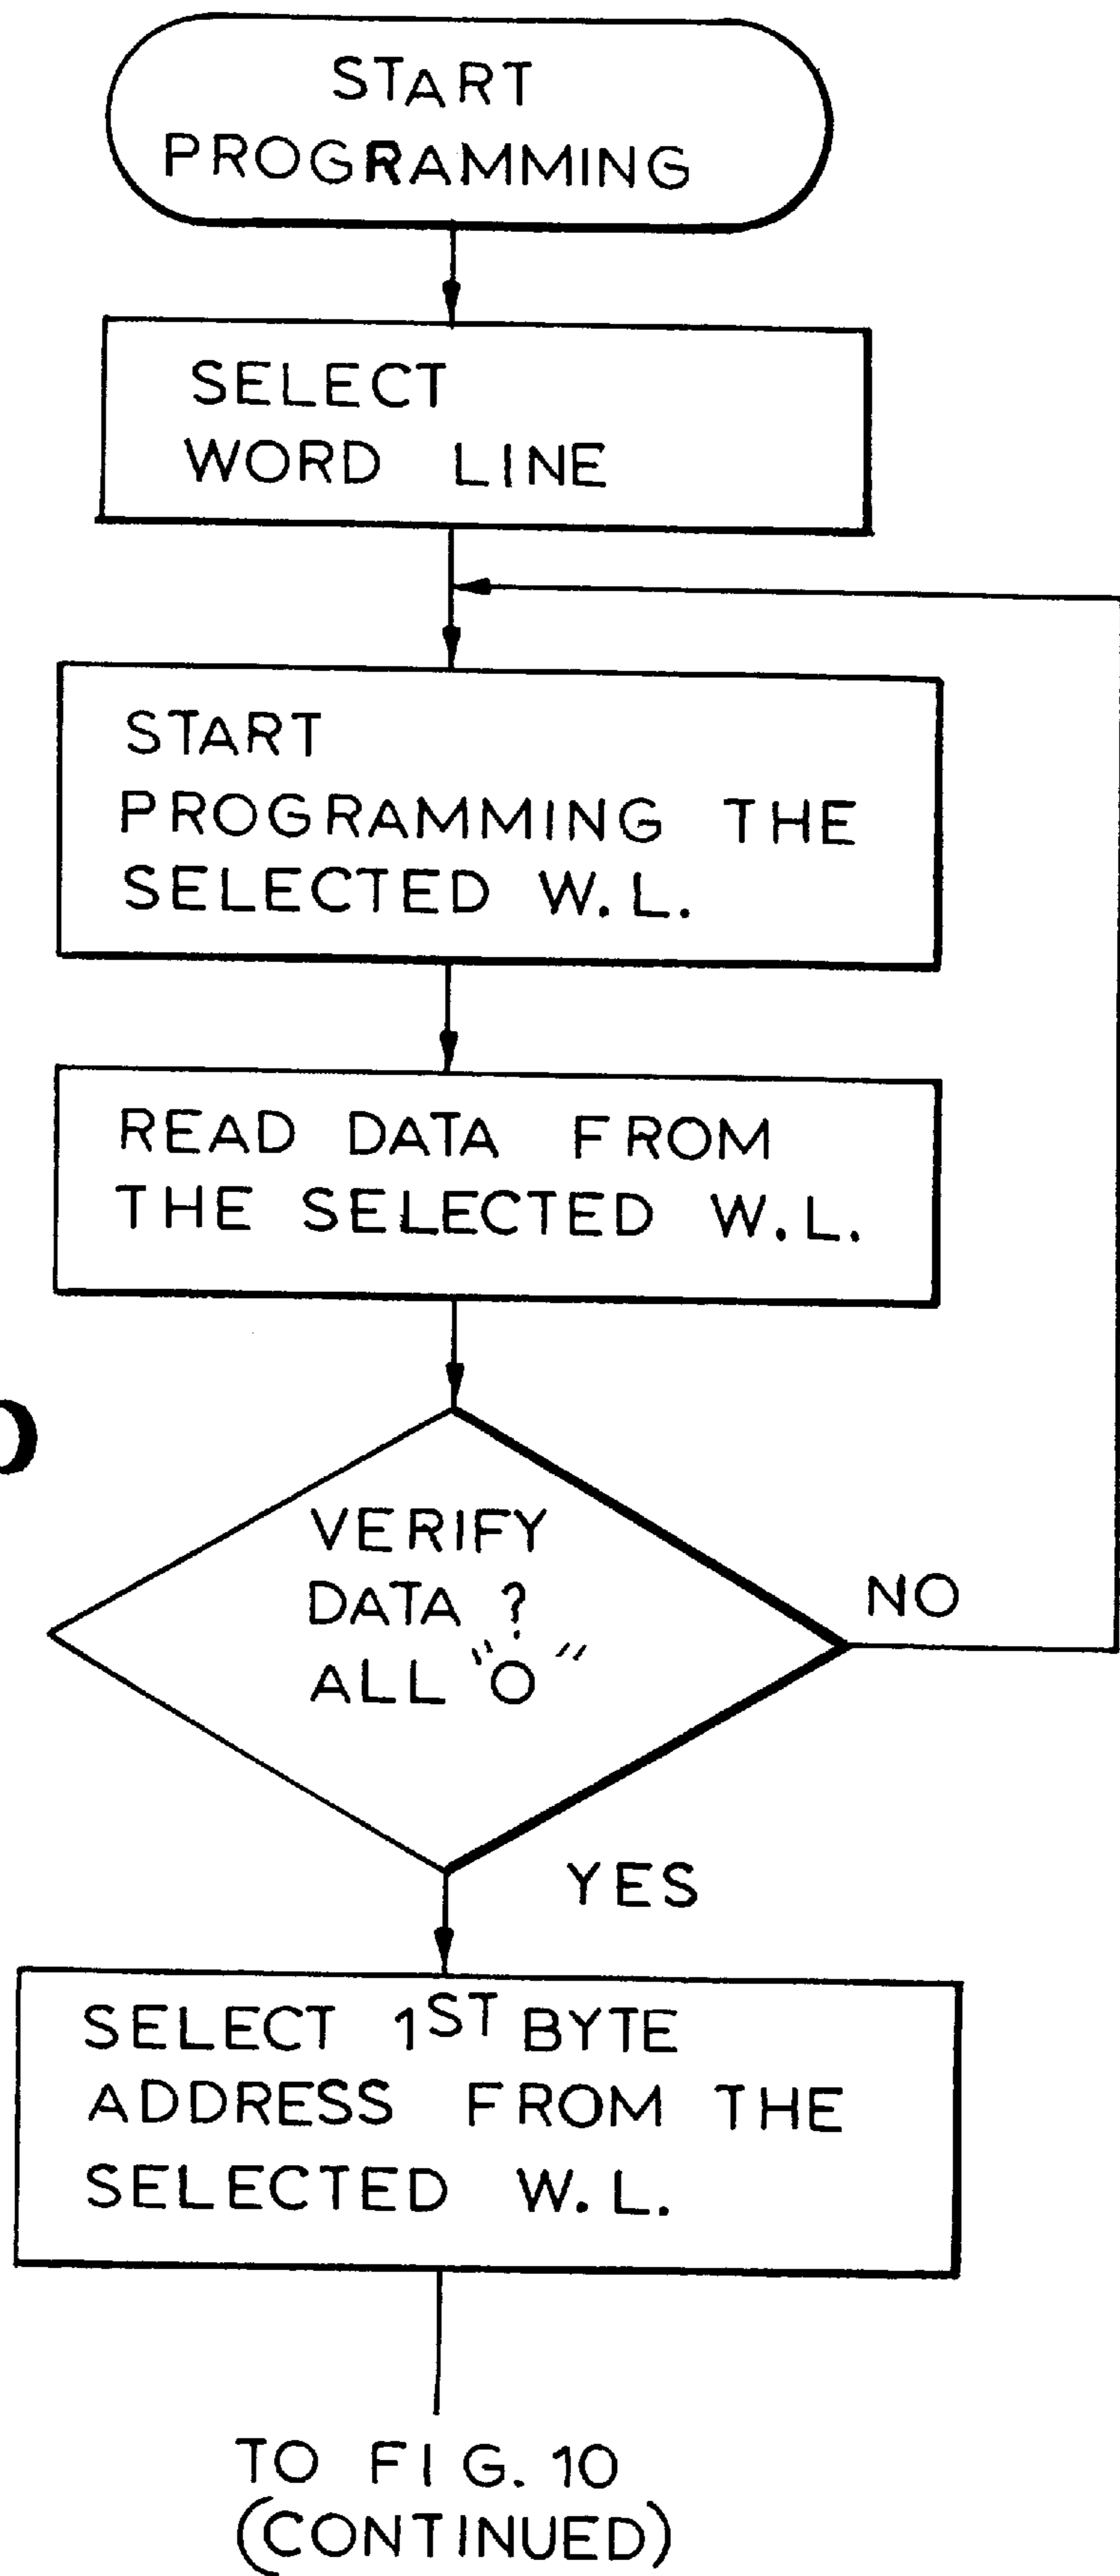 START
PROGRAMMING
SELECT
WORD LINE
START
PROGRAMMING THE
SELECTED W.L.
READ DATA FROM
THE SELECTED W.L.
VERIFY
DATA ?
ALL "O"
NO
YES
SELECT 1ST BYTE
ADDRESS FROM THE
SELECTED W.L.
TO FIG. 10
(CONTINUED)